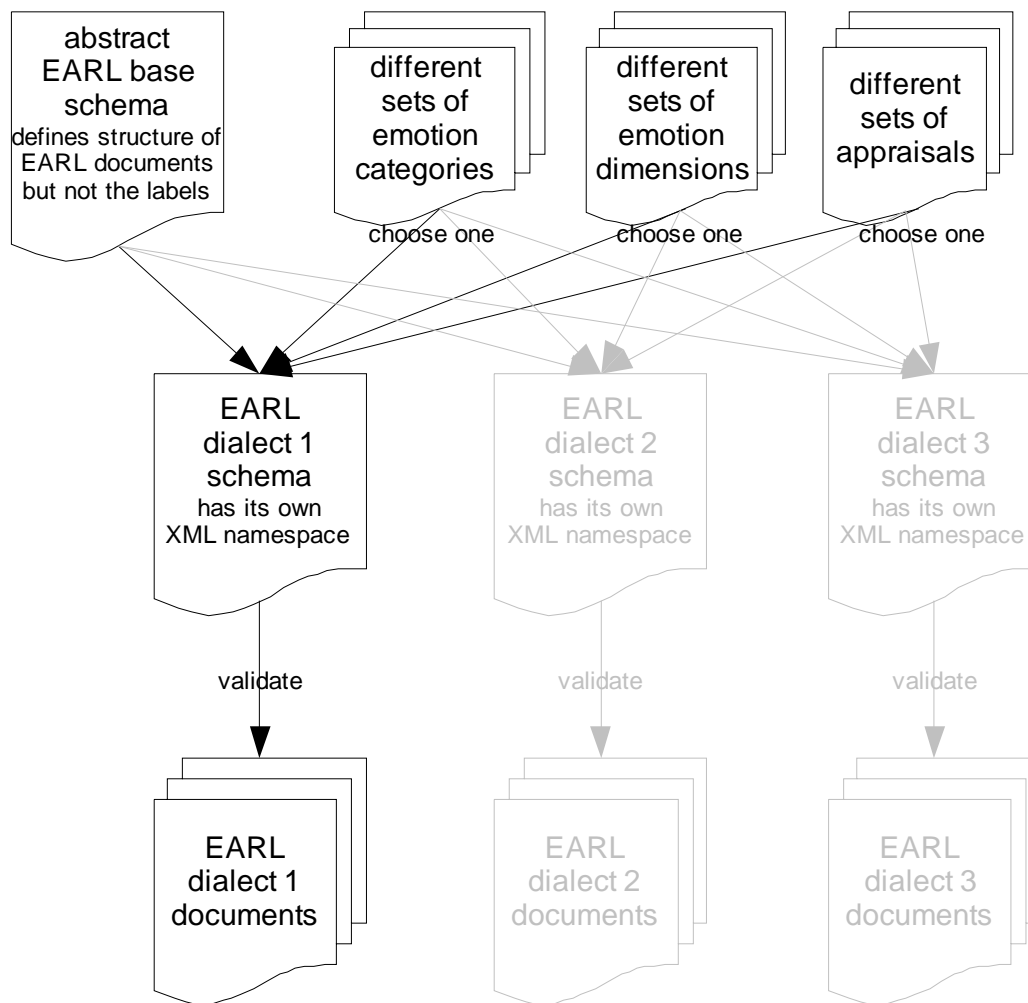 abstract
EARL base
schema
defines structure of
EARL documents
but not the labels
different
sets of
emotion
categories
different
sets of
emotion
dimensions
different
sets of
appraisals
choose one
choose one
choose one
EARL
dialect 1
schema
has its own
XML namespace
EARL
dialect 2
schema
has its own
XML namespace
EARL
dialect 3
schema
has its own
XML namespace
validate
validate
validate
EARL
dialect 1
documents
EARL
dialect 2
documents
EARL
dialect 3
documents